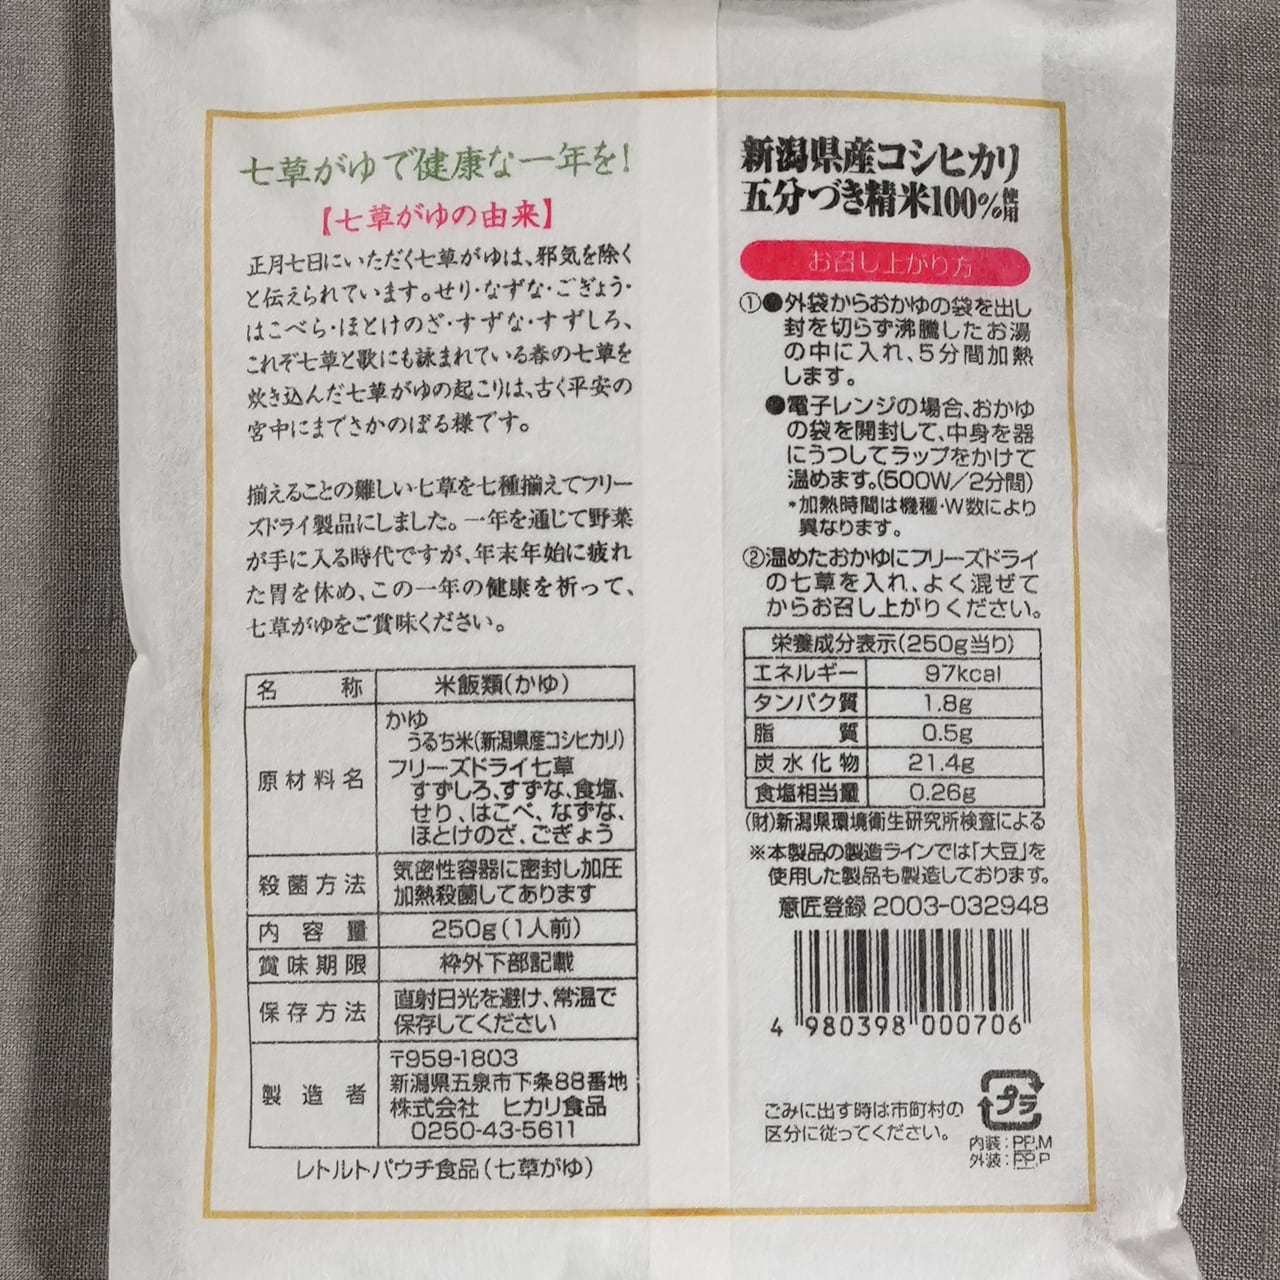 七草がゆで健康な一年を!
【七草がゆの由来】
正月七日にいただく七草がゆは、邪気を除く
と伝えられています。せり・なずな・ごぎょう・
はこべら・ほとけのざ・すずな・すずしろ、
これぞ七草と歌にも詠まれている春の七草を
炊き込んだ七草がゆの起こりは、古く平安の
宮中にまでさかのぼる様です。
揃えることの難しい七草を七種揃えてフリー
ズドライ製品にしました。一年を通じて野菜
が手に入る時代ですが、年末年始に疲れ
た胃を休め、この一年の健康を祈って、
七草がゆをご賞味ください。
名称 米飯類(かゆ)
原材料名 かゆ
うるち米(新潟県産コシヒカリ)
フリーズドライ七草
すずしろ、すずな、食塩、
せり、はこべ、なずな、
ほとけのざ、ごぎょう
殺菌方法 気密性容器に密封し加圧
加熱殺菌してあります
内容量 250g(1人前)
賞味期限 枠外下部記載
保存方法 直射日光を避け、常温で
保存してください
製造者 〒959-1803
新潟県五泉市下条88番地
株式会社 ヒカリ食品
0250-43-5611
レトルトパウチ食品(七草がゆ)
新潟県産コシヒカリ
五分づき精米100%使用
お召し上がり方
①●外袋からおかゆの袋を出し
封を切らず沸騰したお湯
の中に入れ、5分間加熱
します。
●電子レンジの場合、おかゆ
の袋を開封して、中身を器
にうつしてラップをかけて
温めます。(500W/2分間)
*加熱時間は機種・W数により
異なります。
②温めたおかゆにフリーズドライ
の七草を入れ、よく混ぜて
からお召し上がりください。
栄養成分表示(250g当り)
エネルギー 97kcal
タンパク質 1.8g
脂質 0.5g
炭水化物 21.4g
食塩相当量 0.26g
(財)新潟県環境衛生研究所検査による
※本製品の製造ラインでは「大豆」を
使用した製品も製造しております。
意匠登録 2003-032948
4 980398 000706
ごみに出す時は市町村の
区分に従ってください。
プラ
内装:PP,M
外装:PP,P